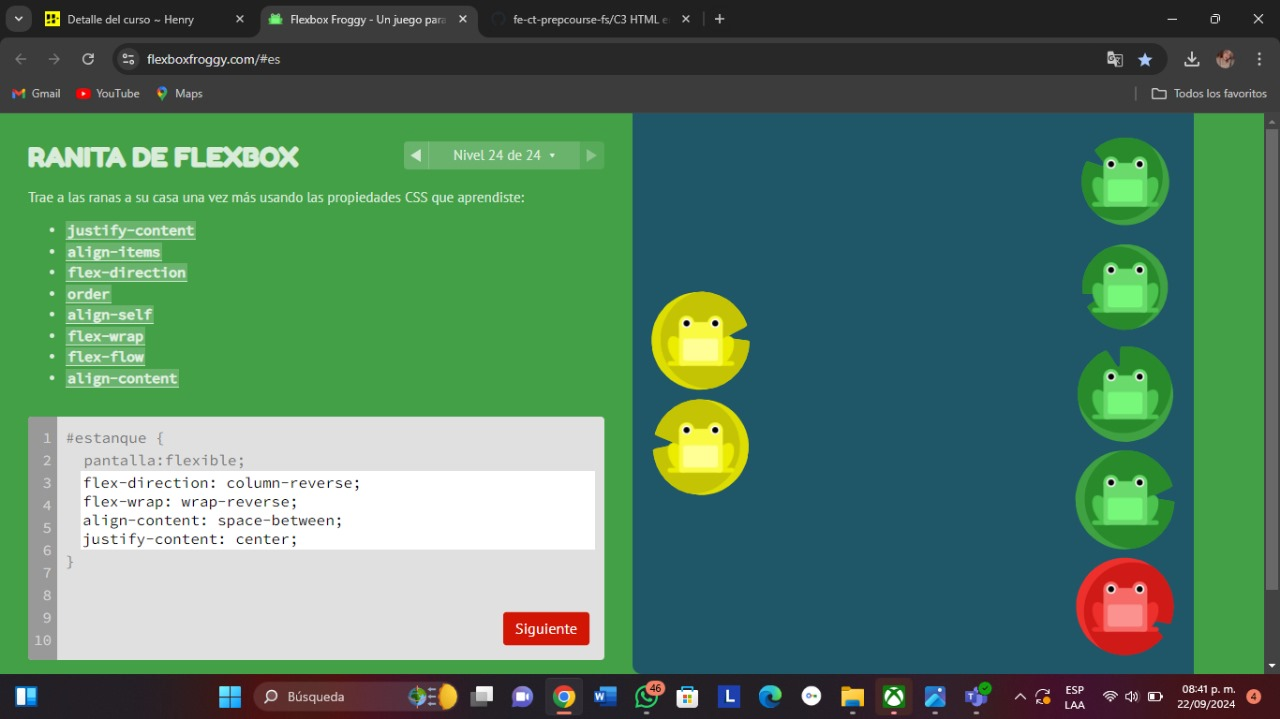 Detalle del curso ~ Henry
Flexbox Froggy - Un juego para
fe-ct-prepcourse-fs/C3 HTML e
flexboxfroggy.com/#es
Gmail
YouTube
Maps
Todos los favoritos
RANITA DE FLEXBOX
Nivel 24 de 24
Trae a las ranas a su casa una vez más usando las propiedades CSS que aprendiste:
justify-content
align-items
flex-direction
order
align-self
flex-wrap
flex-flow
align-content
1 #estanque {
2 pantalla:flexible;
3 flex-direction: column-reverse;
4 flex-wrap: wrap-reverse;
5 align-content: space-between;
6 justify-content: center;
7 }
8
9
10
Siguiente
Búsqueda
46
ESP
LAA
08:41 p. m.
22/09/2024
4